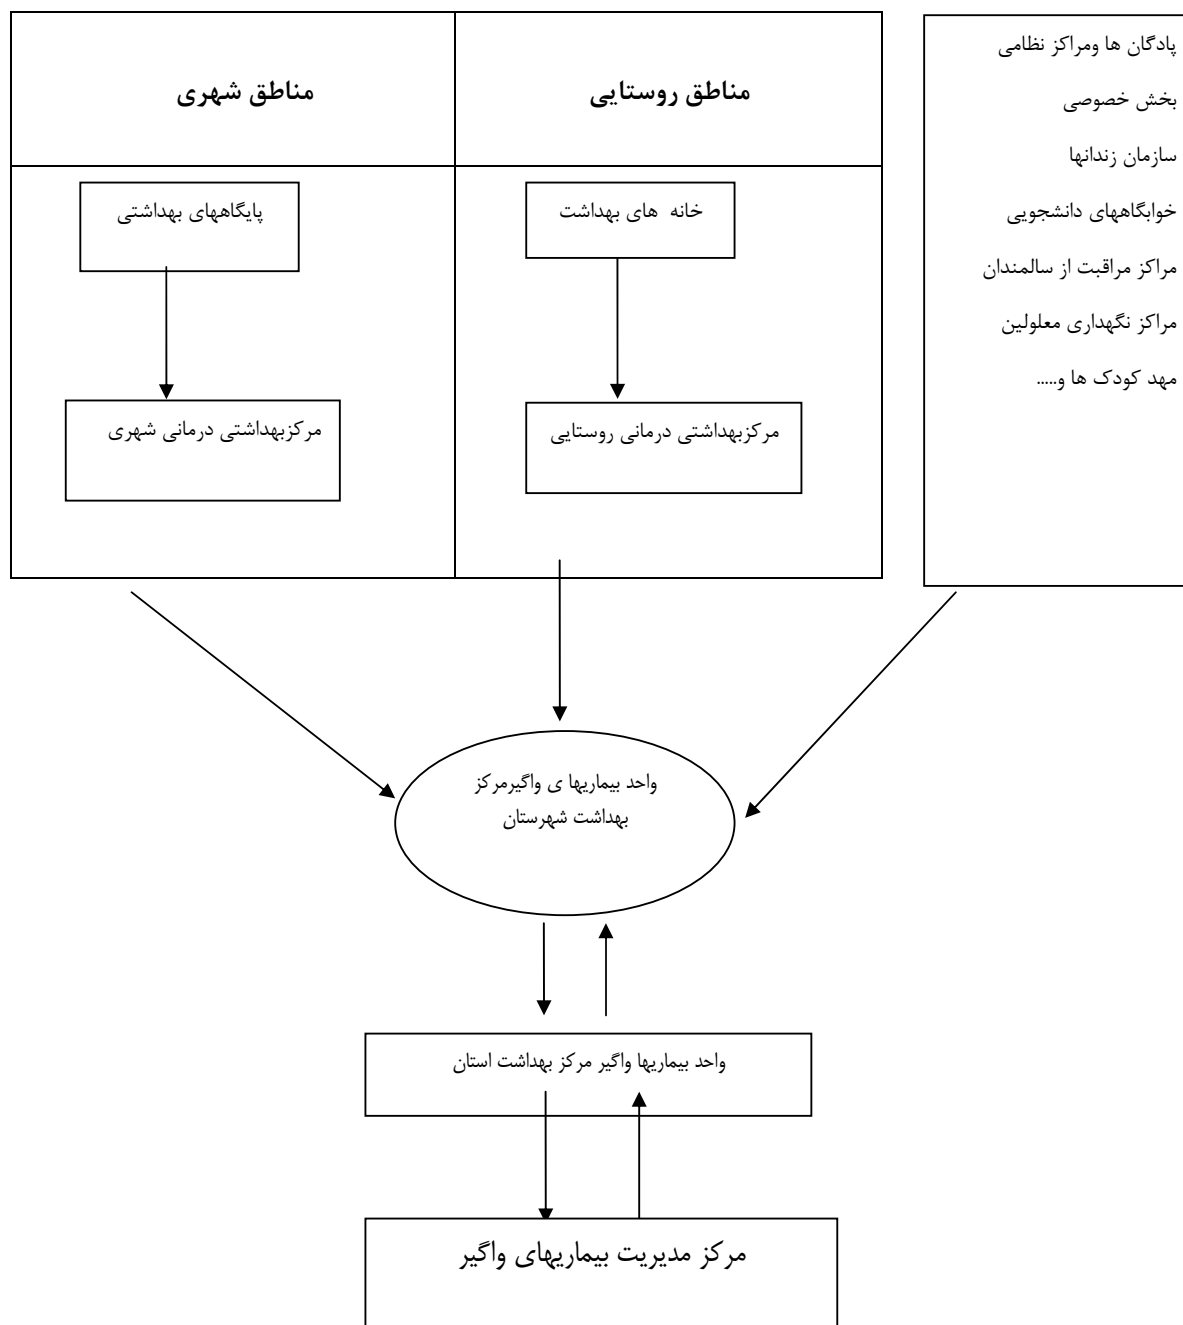 پادگان ها ومراکز نظامی
بخش خصوصی
سازمان زندانها
خوابگاههای دانشجویی
مراکز مراقبت از سالمندان
مراکز نگهداری معلولین
مهد کودک ها و.....
مناطق روستایی
مناطق شهری
خانه های بهداشت
پایگاههای بهداشتی
مرکزبهداشتی درمانی روستایی
مرکزبهداشتی درمانی شهری
واحد بیماریها ی واگیرمرکز
بهداشت شهرستان
واحد بیماریها واگیر مرکز بهداشت استان
مرکز مدیریت بیماریهای واگیر